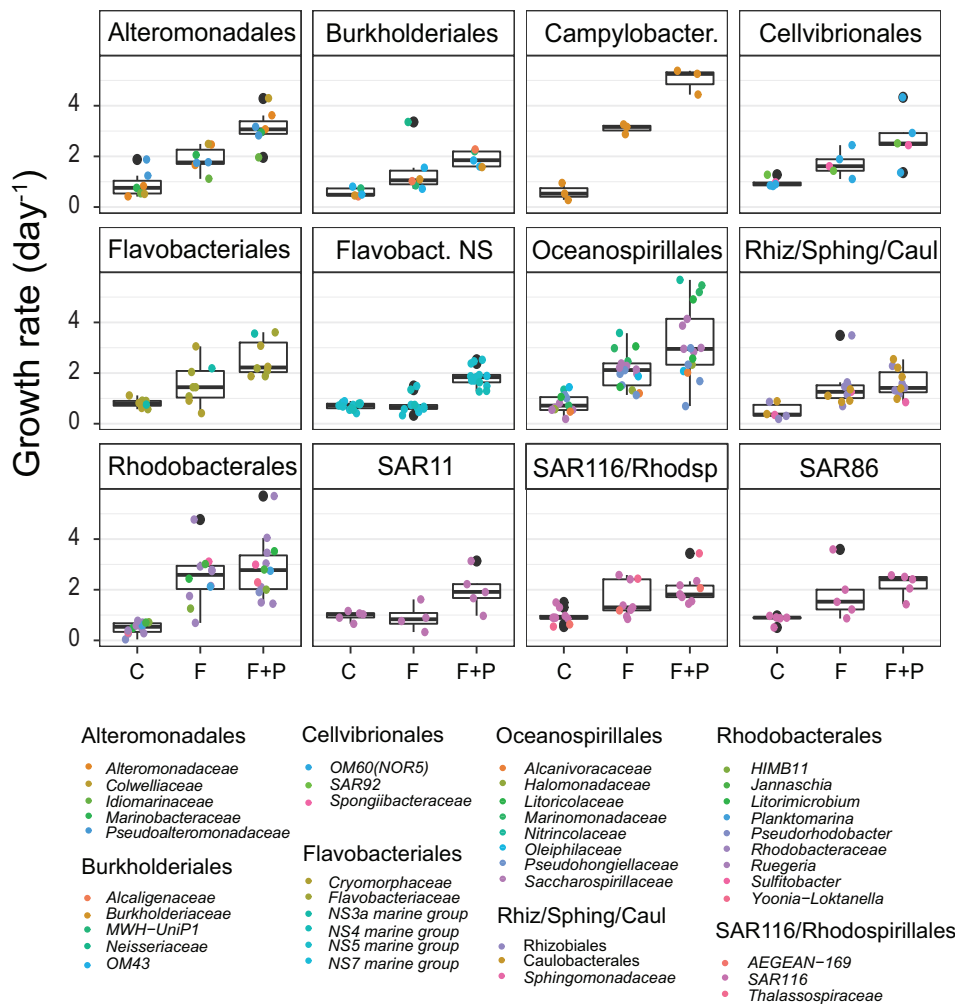 Growth rate (day⁻¹)
Alteromonadales
Burkholderiales
Campylobacter.
Cellvibrionales
4
2
0
Flavobacteriales
Flavobact. NS
Oceanospirillales
Rhiz/Sphing/Caul
4
2
0
Rhodobacterales
SAR11
SAR116/Rhodsp
SAR86
4
2
0
C F F+P
C F F+P
C F F+P
C F F+P
Alteromonadales
Alteromonadaceae
Colwelliaceae
Idiomarinaceae
Marinobacteraceae
Pseudoalteromonadaceae
Burkholderiales
Alcaligenaceae
Burkholderiaceae
MWH−UniP1
Neisseriaceae
OM43
Cellvibrionales
OM60(NOR5)
SAR92
Spongiibacteraceae
Flavobacteriales
Cryomorphaceae
Flavobacteriaceae
NS3a marine group
NS4 marine group
NS5 marine group
NS7 marine group
Oceanospirillales
Alcanivoracaceae
Halomonadaceae
Litoricolaceae
Marinomonadaceae
Nitrincolaceae
Oleiphilaceae
Pseudohongiellaceae
Saccharospirillaceae
Rhiz/Sphing/Caul
Rhizobiales
Caulobacterales
Sphingomonadaceae
Rhodobacterales
HIMB11
Jannaschia
Litorimicrobium
Planktomarina
Pseudorhodobacter
Rhodobacteraceae
Ruegeria
Sulfitobacter
Yoonia−Loktanella
SAR116/Rhodospirillales
AEGEAN−169
SAR116
Thalassospiraceae